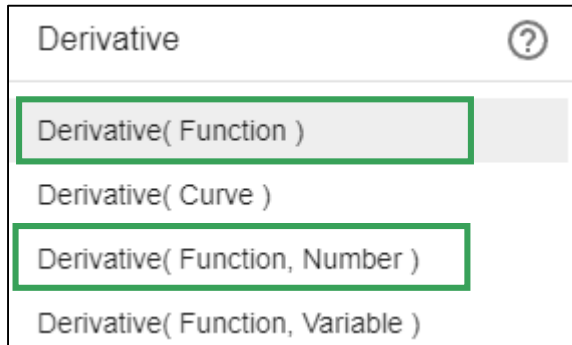 Derivative ?
Derivative( Function )
Derivative( Curve )
Derivative( Function, Number )
Derivative( Function, Variable )